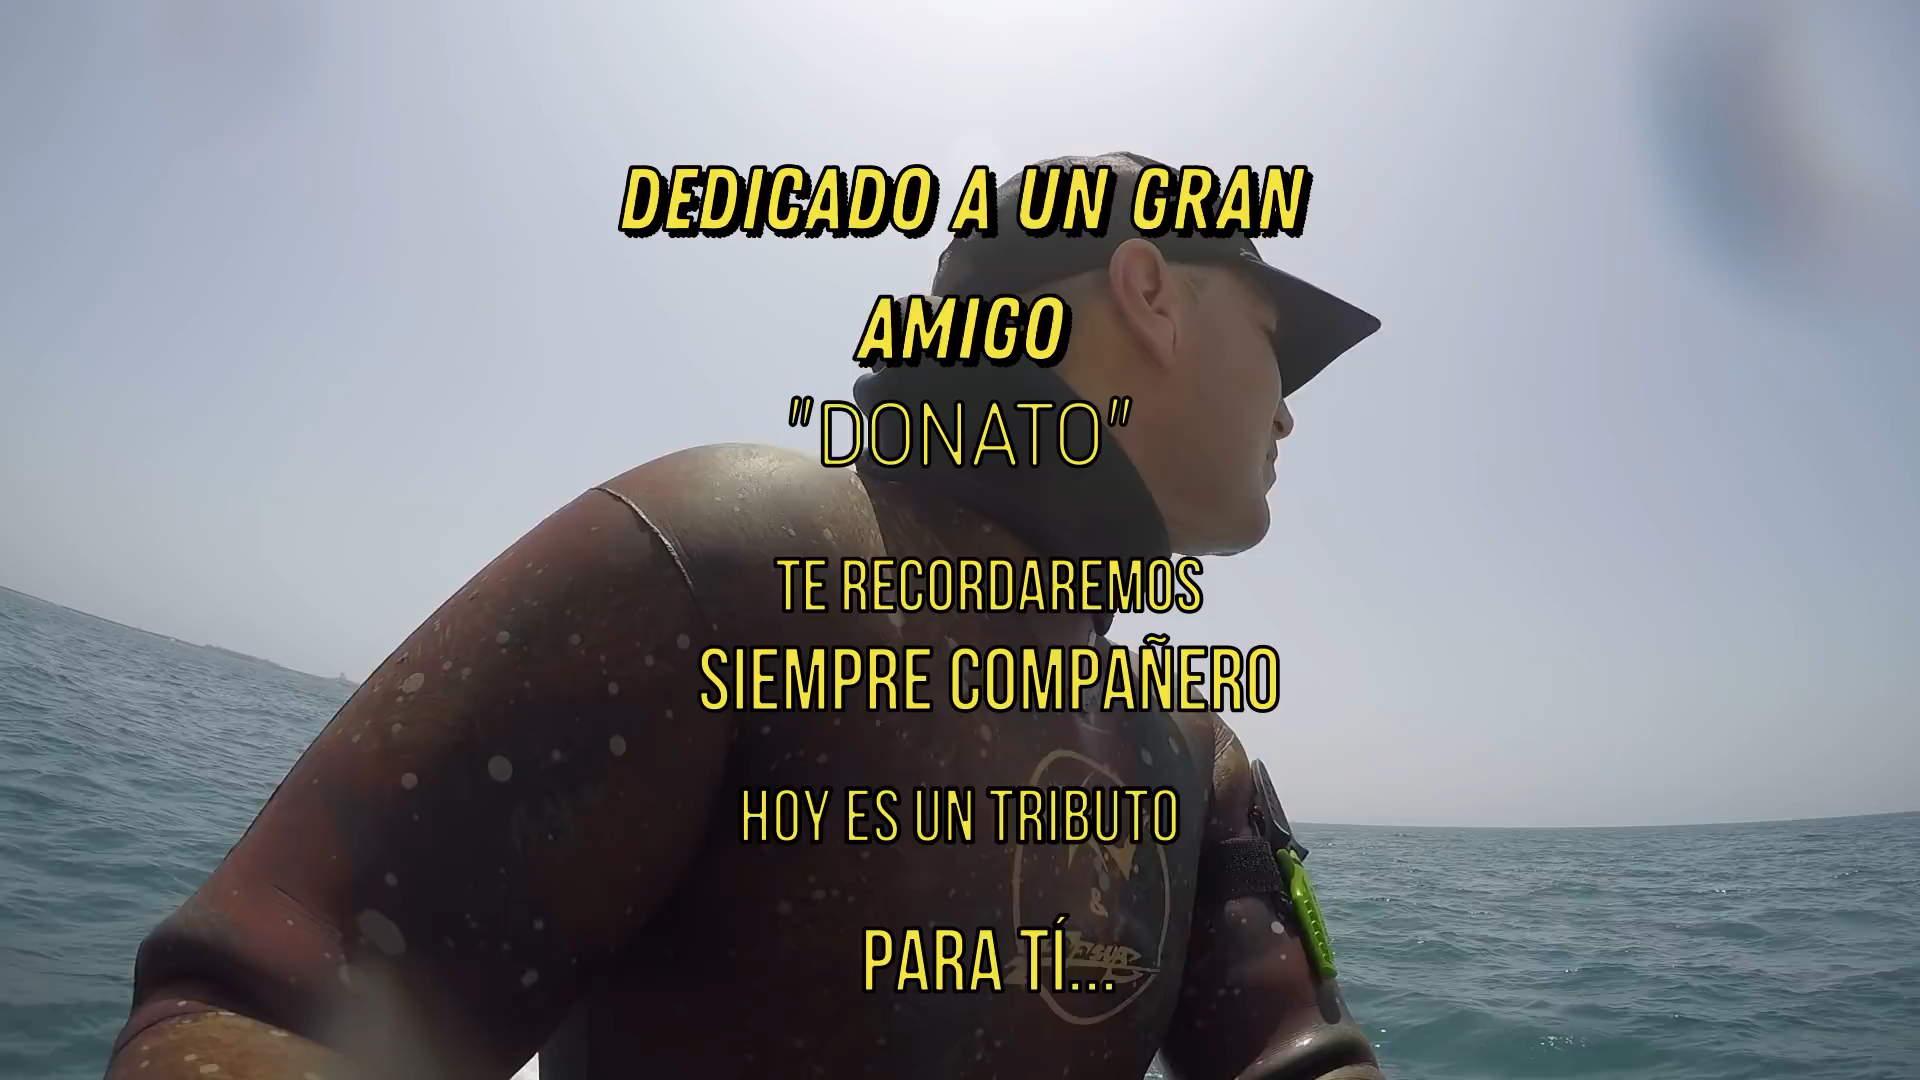 DEDICADO A UN GRAN
AMIGO
"DONATO"
TE RECORDAREMOS
SIEMPRE COMPAÑERO
HOY ES UN TRIBUTO
PARA TÍ...